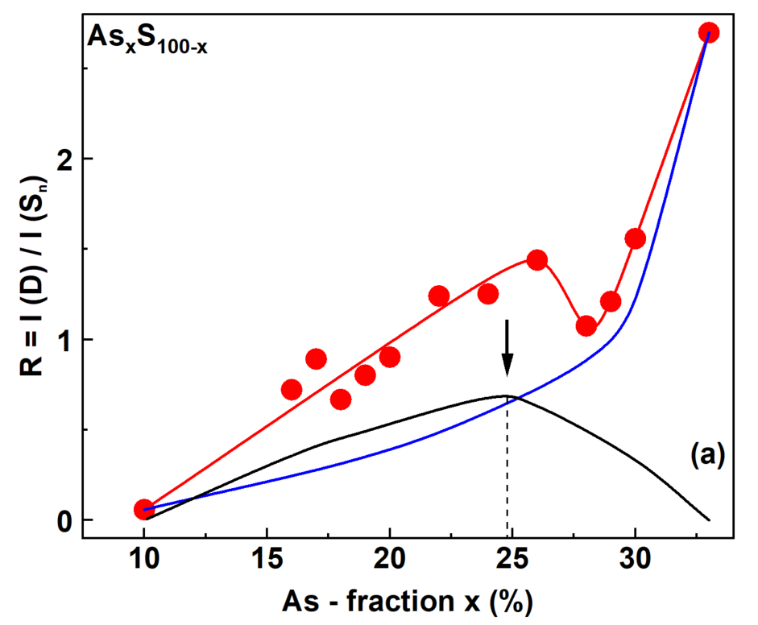 AsₓS₁₀₀₋ₓ
R = I (D) / I (Sₙ)
2
1
0
(a)
10 15 20 25 30
As - fraction x (%)